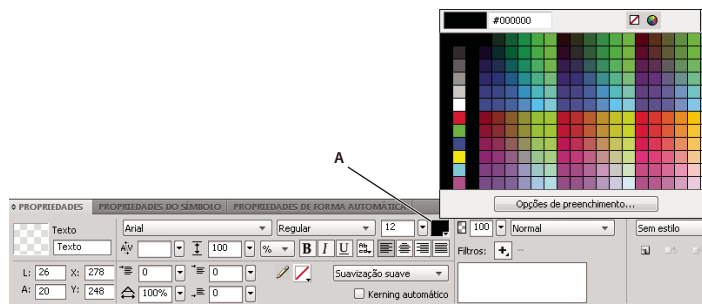 #000000
Opções de preenchimento...
A
PROPRIEDADES PROPRIEDADES DO SÍMBOLO PROPRIEDADES DE FORMA AUTOMÁTICA
Texto Arial Regular 12 100 Normal Sem estilo
Texto 100 % B I U Filtros:
L: 26 X: 278 0 0 Suavização suave
A: 20 Y: 248 100% 0 Kerning automático